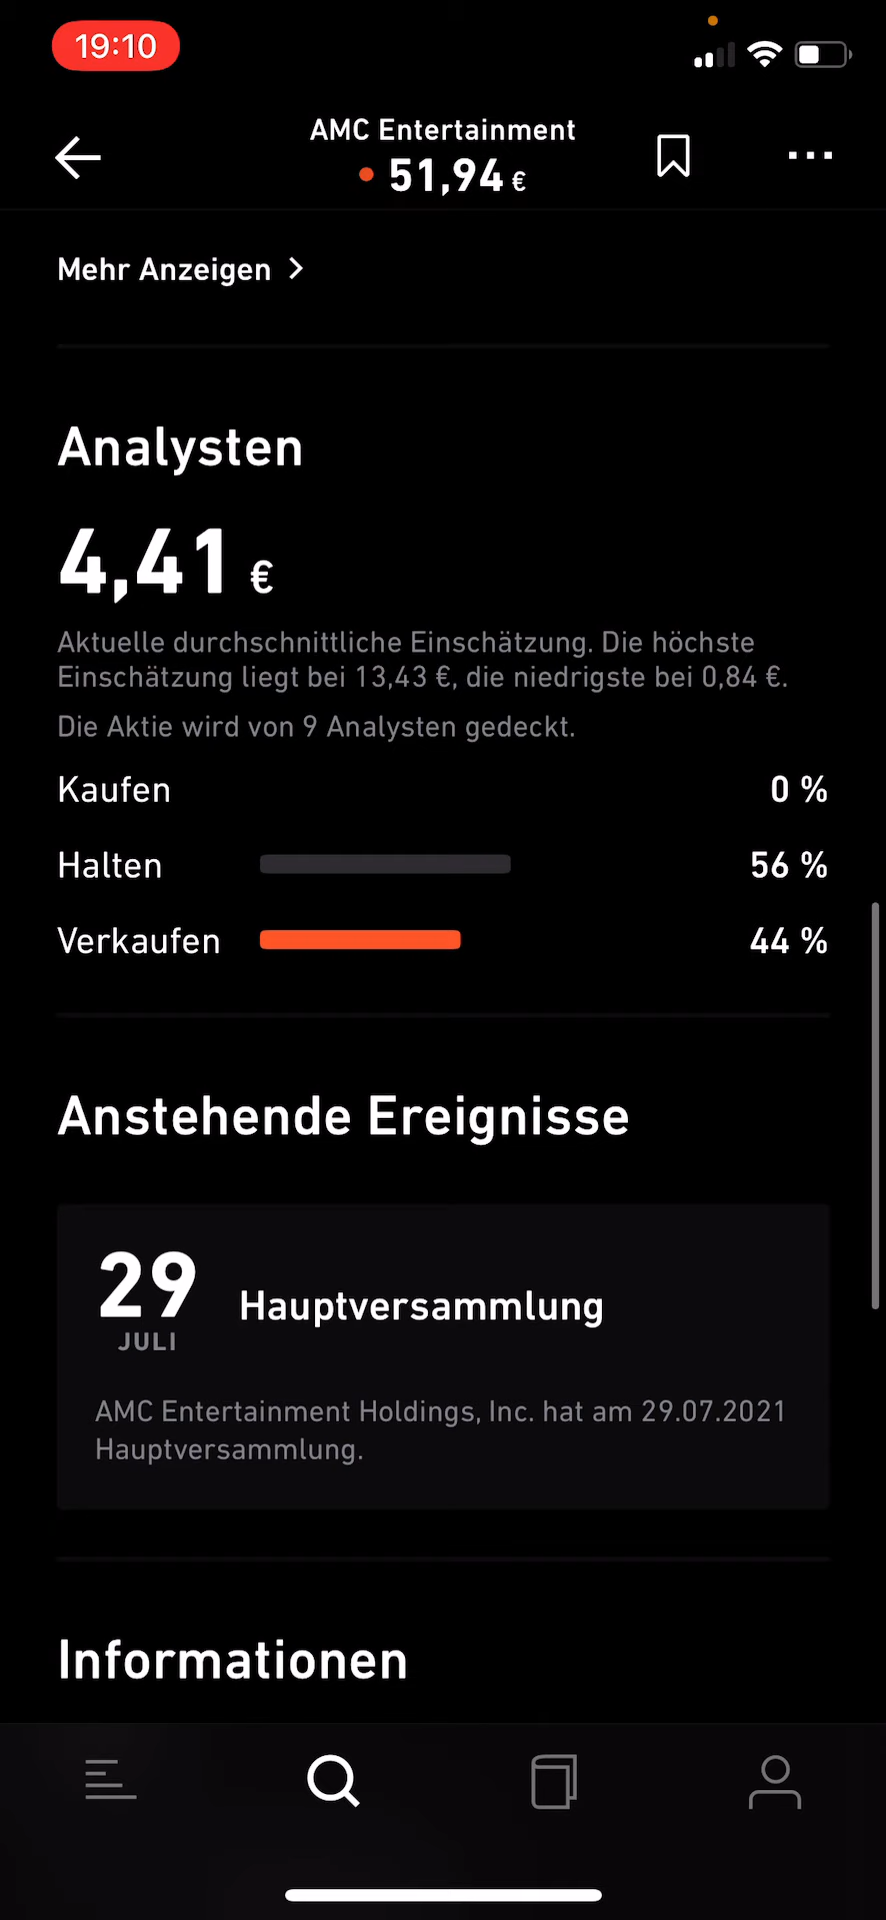 19:10
AMC Entertainment
51,94 €
Mehr Anzeigen
Analysten
4,41 €
Aktuelle durchschnittliche Einschätzung. Die höchste
Einschätzung liegt bei 13,43 €, die niedrigste bei 0,84 €.
Die Aktie wird von 9 Analysten gedeckt.
Kaufen 0 %
Halten 56 %
Verkaufen 44 %
Anstehende Ereignisse
29
JULI
Hauptversammlung
AMC Entertainment Holdings, Inc. hat am 29.07.2021
Hauptversammlung.
Informationen